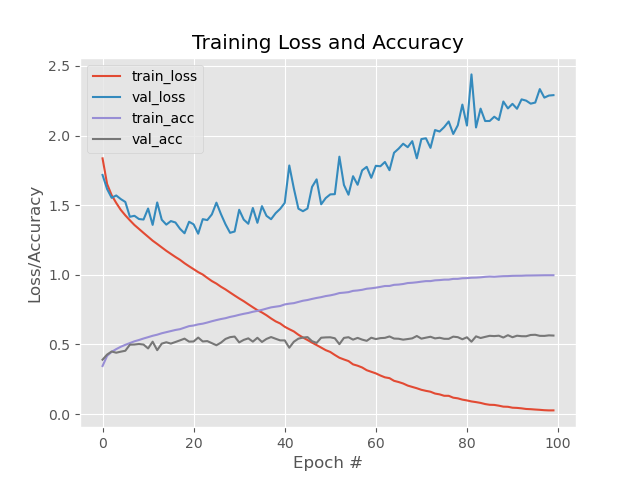 Training Loss and Accuracy
train_loss
val_loss
train_acc
val_acc
2.5
2.0
1.5
1.0
0.5
0.0
Loss/Accuracy
0 20 40 60 80 100
Epoch #